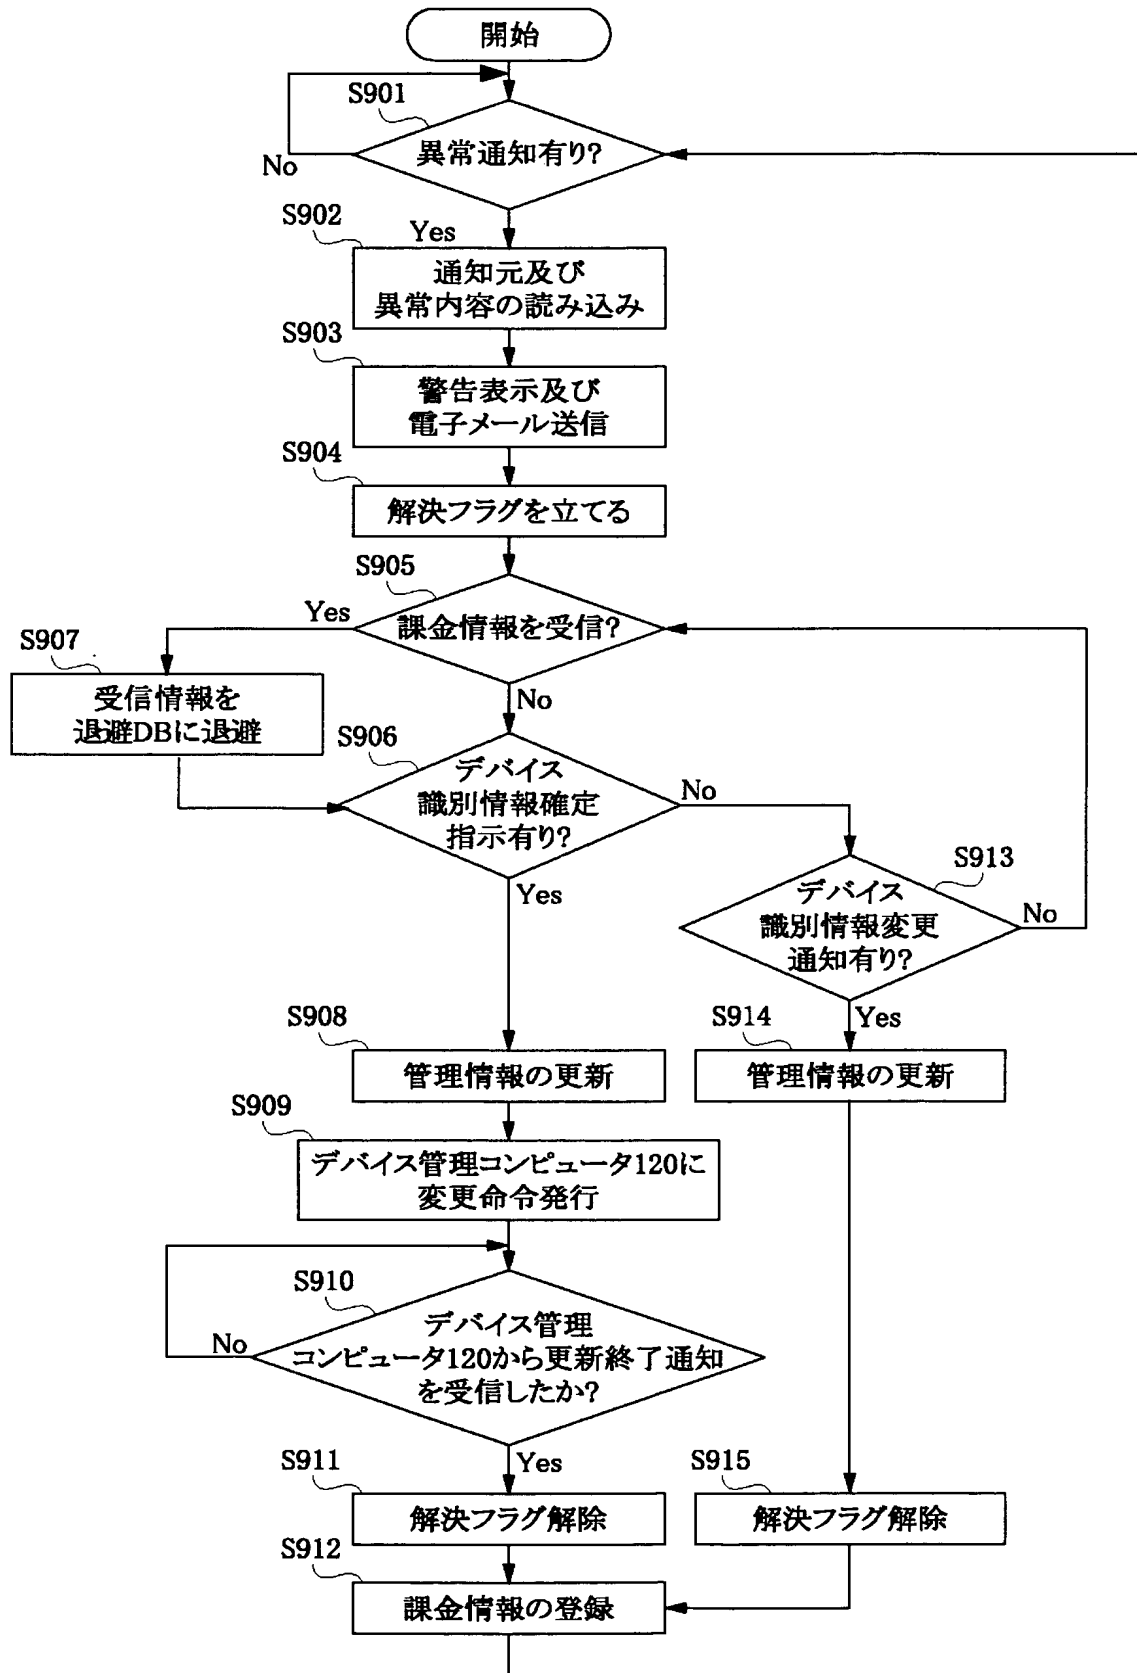 開始
S901
異常通知有り?
No
S902
Yes
通知元及び
異常内容の読み込み
S903
警告表示及び
電子メール送信
S904
解決フラグを立てる
S905
Yes
課金情報を受信?
S907
No
受信情報を
退避DBに退避
S906
デバイス
識別情報確定
指示有り?
No
Yes
S913
デバイス
識別情報変更
通知有り?
No
Yes
S908
管理情報の更新
S914
管理情報の更新
S909
デバイス管理コンピュータ120に
変更命令発行
S910
デバイス管理
コンピュータ120から更新終了通知
を受信したか?
No
Yes
S911
解決フラグ解除
S915
解決フラグ解除
S912
課金情報の登録